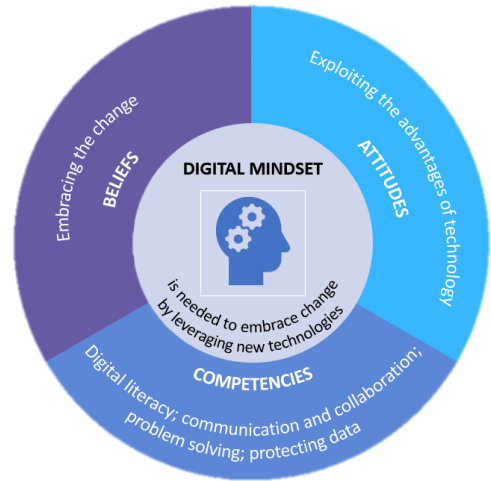 DIGITAL MINDSET
is needed to embrace change
by leveraging new technologies
BELIEFS
Embracing the change
ATTITUDES
Exploiting the advantages of technology
COMPETENCIES
Digital literacy; communication and collaboration;
problem solving; protecting data